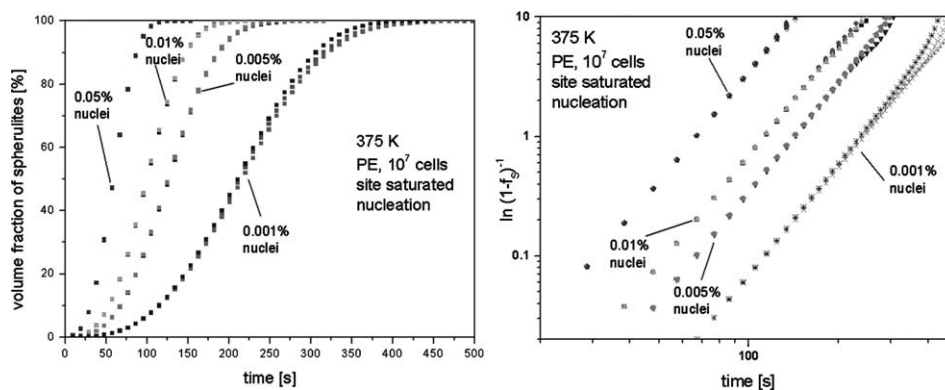 100
80
60
40
20
0
volume fraction of spherulites [%]
0.01%
nuclei
0.005%
nuclei
0.05%
nuclei
375 K
PE, 10⁷ cells
site saturated
nucleation
0.001%
nuclei
0 50 100 150 200 250 300 350 400 450 500
time [s]
10
1
0.1
ln (1-fₛ)⁻¹
375 K
PE, 10⁷ cells
site saturated
nucleation
0.05%
nuclei
0.001%
nuclei
0.01%
nuclei
0.005%
nuclei
100
time [s]